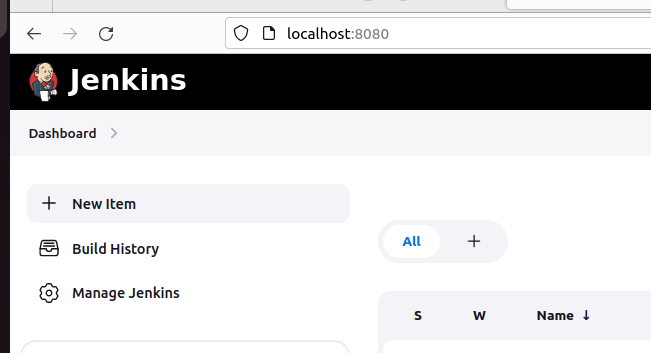 localhost:8080
Jenkins
Dashboard
New Item
Build History
Manage Jenkins
All
S W Name ↓